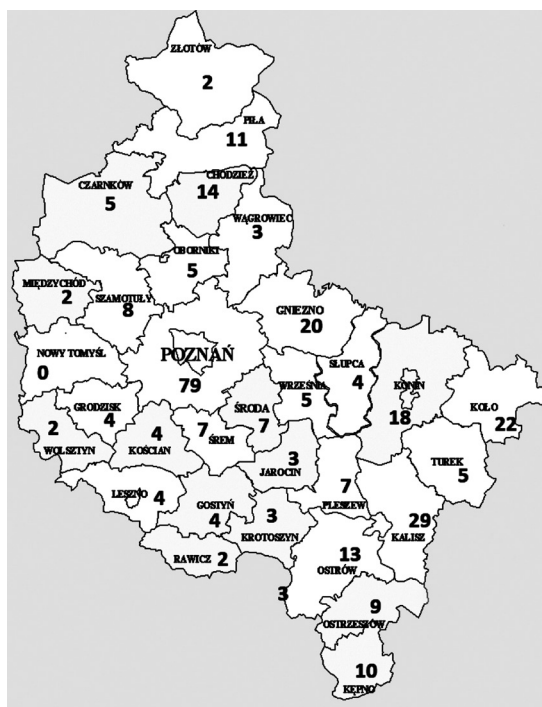 ZŁOTÓW
2
PIŁA
11
CHODZIEŻ
14
CZARNKÓW
5
WĄGROWIEC
3
OBORNIKI
5
MIĘDZYCHÓD
2
SZAMOTUŁY
8
GNIEZNO
20
NOWY TOMYŚL
0
POZNAŃ
79
SŁUPCA
4
WRZEŚNIA
5
KONIN
18
KOŁO
22
GRODZISK
4
ŚRODA
7
2
WOLSZTYN
4
KOŚCIAN
7
ŚREM
3
JAROCIN
TUREK
5
LESZNO
4
GOSTYŃ
4
7
PLESZEW
3
KROTOSZYN
29
KALISZ
RAWICZ 2
13
OSTRÓW
3
9
OSTRZESZÓW
10
KĘPNO